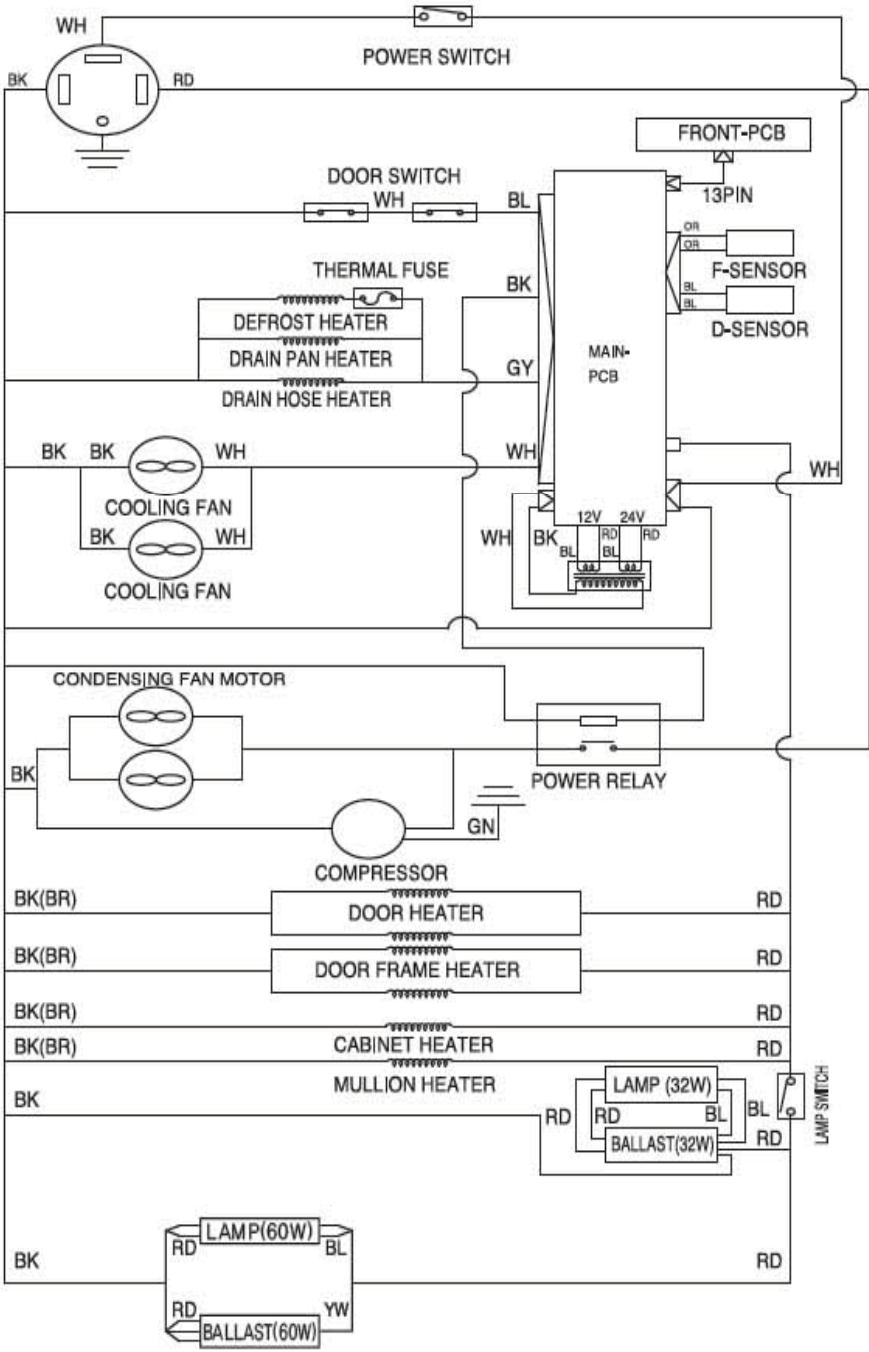 WH
POWER SWITCH
BK
RD
FRONT-PCB
13PIN
DOOR SWITCH
WH
BL
OR
OR
F-SENSOR
BL
BL
D-SENSOR
THERMAL FUSE
BK
DEFROST HEATER
DRAIN PAN HEATER
GY
DRAIN HOSE HEATER
MAIN-
PCB
BK
BK
WH
WH
WH
COOLING FAN
BK
WH
COOLING FAN
12V
24V
WH
BK
BL
RD
BL
RD
CONDENSING FAN MOTOR
BK
POWER RELAY
GN
COMPRESSOR
BK(BR)
DOOR HEATER
RD
BK(BR)
DOOR FRAME HEATER
RD
BK(BR)
RD
BK(BR)
CABINET HEATER
RD
MULLION HEATER
BK
LAMP (32W)
RD
RD
BL
BL
LAMP SWITCH
BALLAST(32W)
RD
LAMP(60W)
RD
BL
BK
RD
RD
YW
BALLAST(60W)